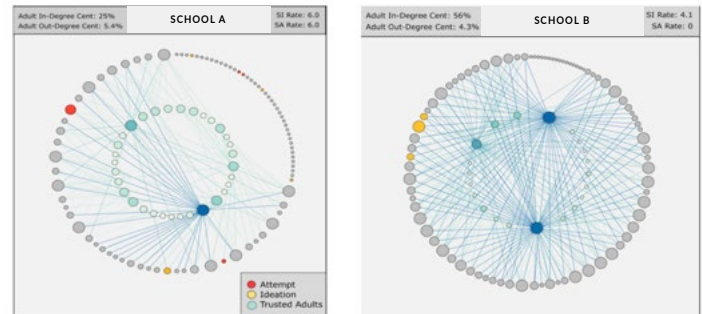 Adult In-Degree Cent: 25%
Adult Out-Degree Cent: 5.4%
SCHOOL A
SI Rate: 6.0
SA Rate: 6.0
Adult In-Degree Cent: 56%
Adult Out-Degree Cent: 4.3%
SCHOOL B
SI Rate: 4.1
SA Rate: 0
Attempt
Ideation
Trusted Adults